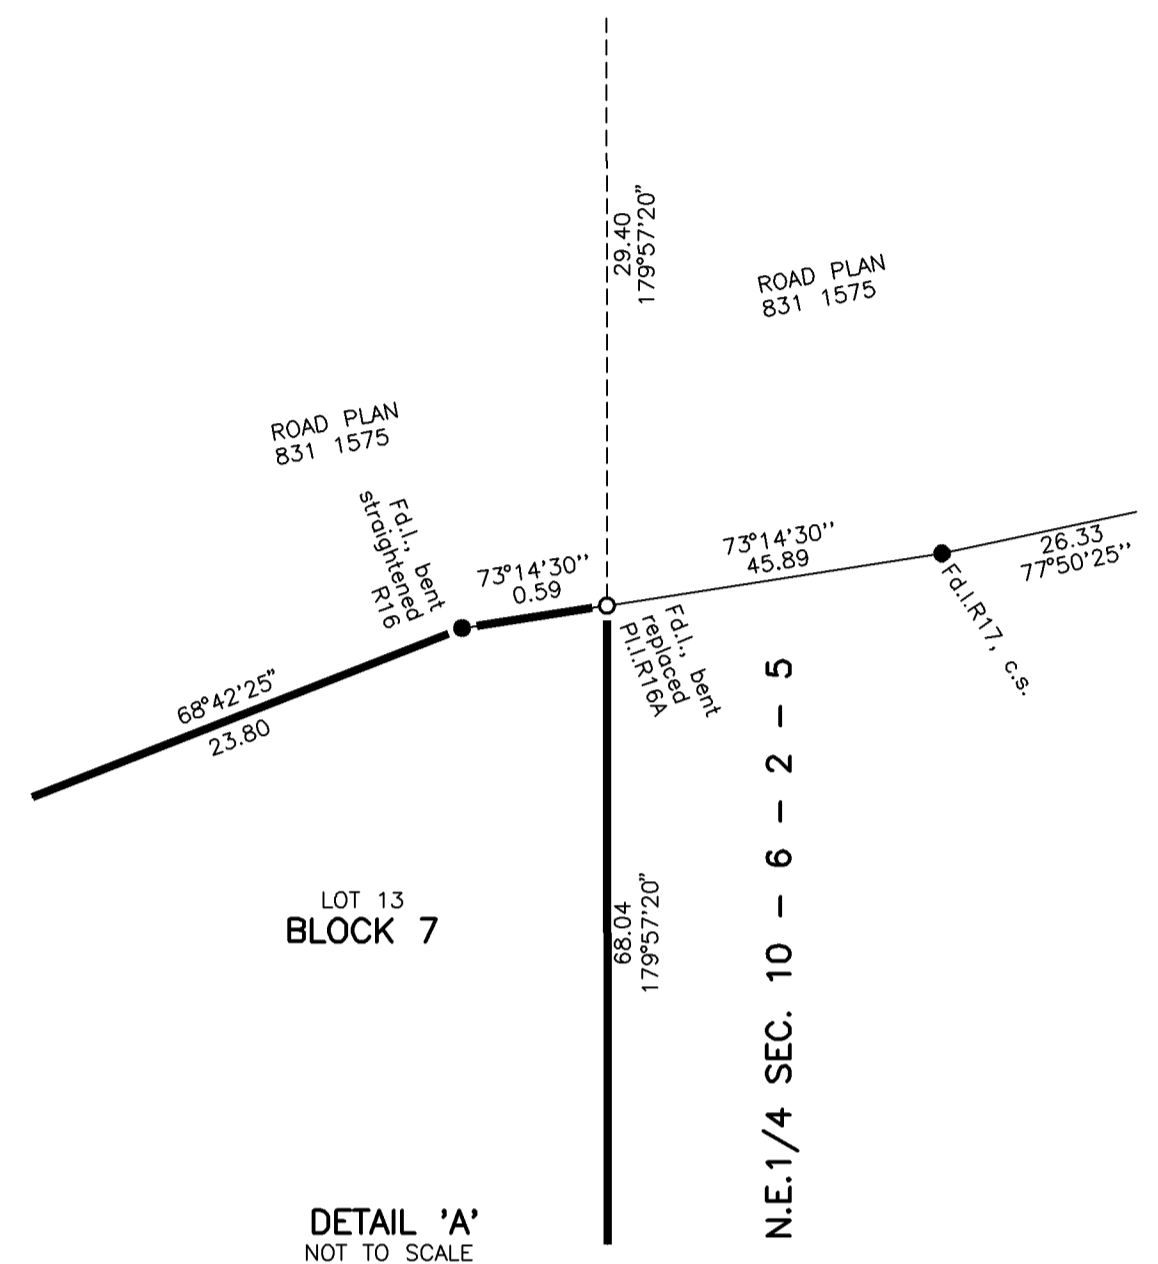 29.40
179°57'20"
ROAD PLAN
831 1575
ROAD PLAN
831 1575
Fd.I., bent
straightened
R16
73°14'30''
0.59
73°14'30''
45.89
26.33
77°50'25''
Fd.I.R17, c.s.
Fd.I., bent
replaced
Pl.I.R16A
68°42'25"
23.80
LOT 13
BLOCK 7
68.04
179°57'20"
N.E.1/4 SEC. 10 - 6 - 2 - 5
DETAIL 'A'
NOT TO SCALE